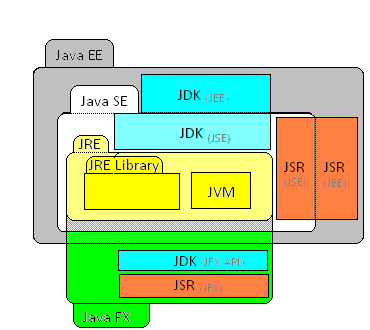 Java EE
JDK (JEE)
Java SE
JDK (JSE)
JRE
JRE Library
JVM
JSR
(JSE)
JSR
(JEE)
JDK (JFX API)
JSR (JFX)
Java FX